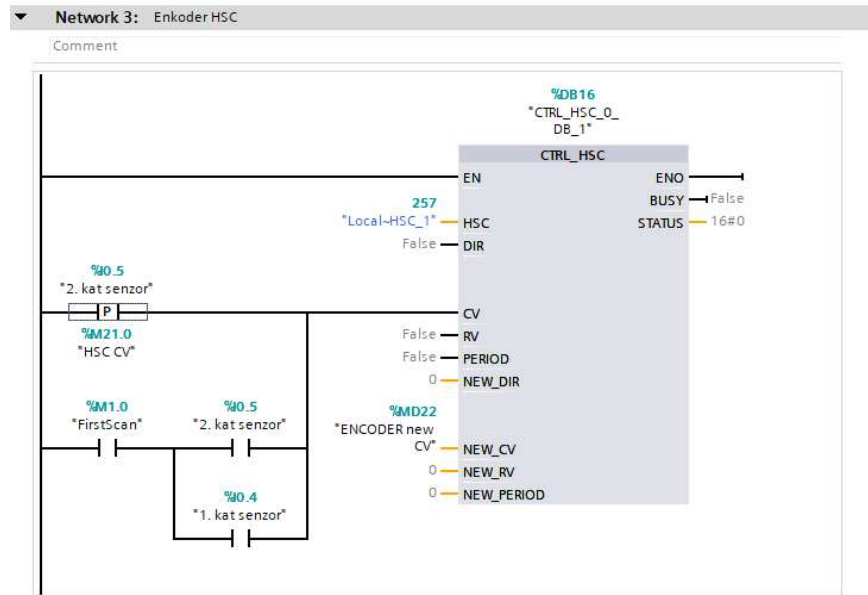 Network 3: Enkoder HSC
Comment
%DB16
"CTRL_HSC_0_
DB_1"
CTRL_HSC
EN ENO
BUSY False
257
"Local~HSC_1" HSC STATUS 16#0
False DIR
%I0.5
"2. kat senzor"
P CV
%M21.0
"HSC CV"
False RV
False PERIOD
0 NEW_DIR
%M1.0 %I0.5 %MD22
"FirstScan" "2. kat senzor" "ENCODER new
CV" NEW_CV
0 NEW_RV
%I0.4 0 NEW_PERIOD
"1. kat senzor"